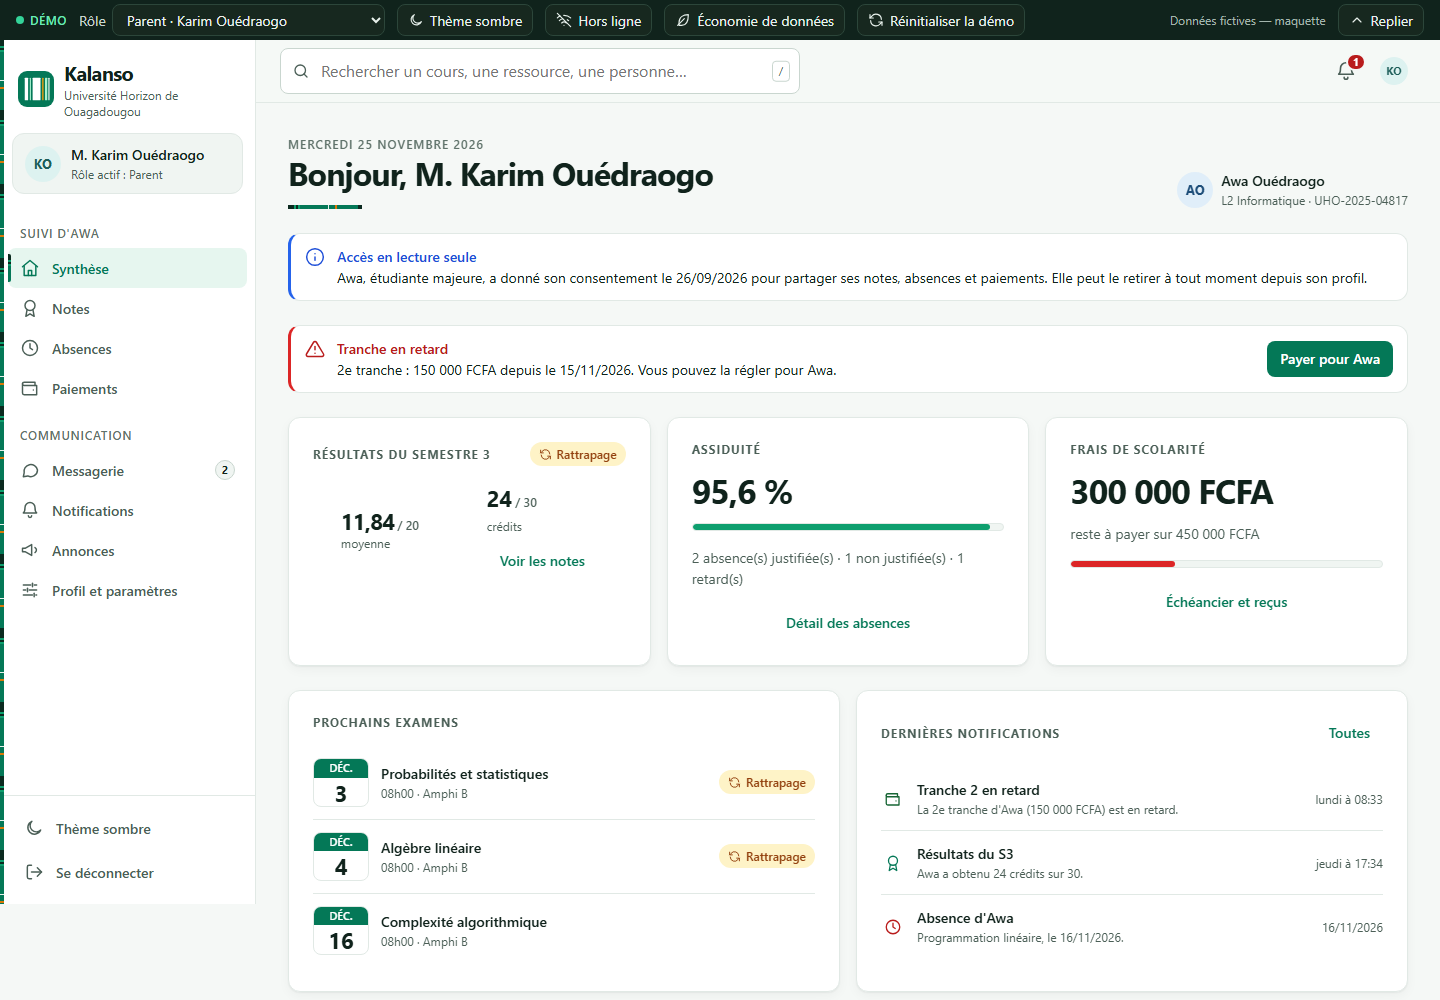 DÉMO Rôle Parent · Karim Ouédraogo Thème sombre Hors ligne Économie de données Réinitialiser la démo Données fictives — maquette Replier
Kalanso
Université Horizon de
Ouagadougou
Rechercher un cours, une ressource, une personne... /
1
KO
KO
M. Karim Ouédraogo
Rôle actif : Parent
SUIVI D'AWA
Synthèse
Notes
Absences
Paiements
COMMUNICATION
Messagerie 2
Notifications
Annonces
Profil et paramètres
Thème sombre
Se déconnecter
MERCREDI 25 NOVEMBRE 2026
Bonjour, M. Karim Ouédraogo
AO
Awa Ouédraogo
L2 Informatique · UHO-2025-04817
Accès en lecture seule
Awa, étudiante majeure, a donné son consentement le 26/09/2026 pour partager ses notes, absences et paiements. Elle peut le retirer à tout moment depuis son profil.
Tranche en retard
2e tranche : 150 000 FCFA depuis le 15/11/2026. Vous pouvez la régler pour Awa.
Payer pour Awa
RÉSULTATS DU SEMESTRE 3
Rattrapage
11,84 / 20
moyenne
24 / 30
crédits
Voir les notes
ASSIDUITÉ
95,6 %
2 absence(s) justifiée(s) · 1 non justifiée(s) · 1
retard(s)
Détail des absences
FRAIS DE SCOLARITÉ
300 000 FCFA
reste à payer sur 450 000 FCFA
Échéancier et reçus
PROCHAINS EXAMENS
DÉC.
3
Probabilités et statistiques
08h00 · Amphi B
Rattrapage
DÉC.
4
Algèbre linéaire
08h00 · Amphi B
Rattrapage
DÉC.
16
Complexité algorithmique
08h00 · Amphi B
DERNIÈRES NOTIFICATIONS
Toutes
Tranche 2 en retard
La 2e tranche d'Awa (150 000 FCFA) est en retard.
lundi à 08:33
Résultats du S3
Awa a obtenu 24 crédits sur 30.
jeudi à 17:34
Absence d'Awa
Programmation linéaire, le 16/11/2026.
16/11/2026